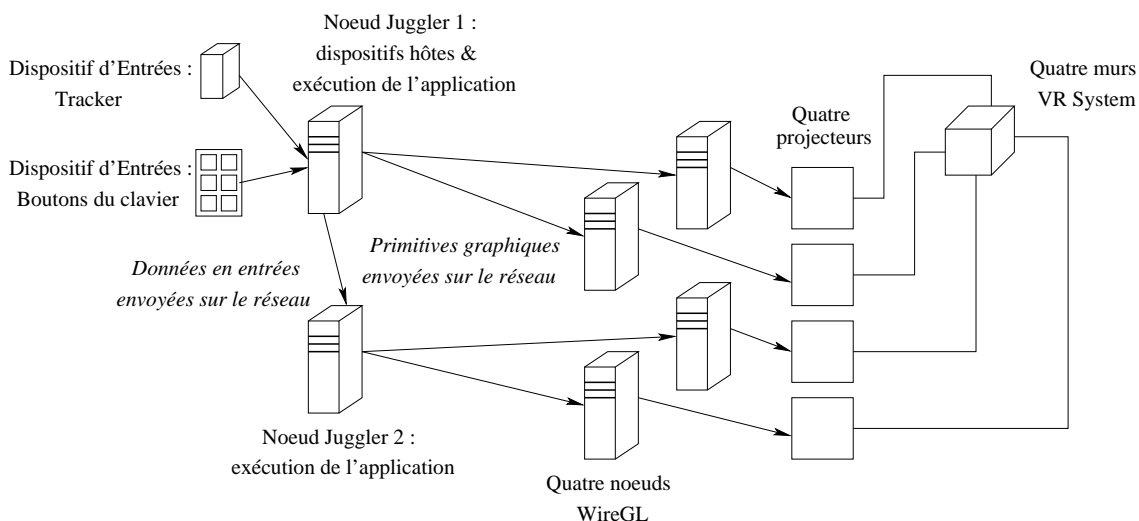 Noeud Juggler 1 :
dispositifs hôtes &
exécution de l'application
Dispositif d'Entrées :
Tracker
Dispositif d'Entrées :
Boutons du clavier
Quatre
projecteurs
Quatre murs
VR System
Données en entrées
envoyées sur le réseau
Primitives graphiques
envoyées sur le réseau
Noeud Juggler 2 :
exécution de l'application
Quatre noeuds
WireGL